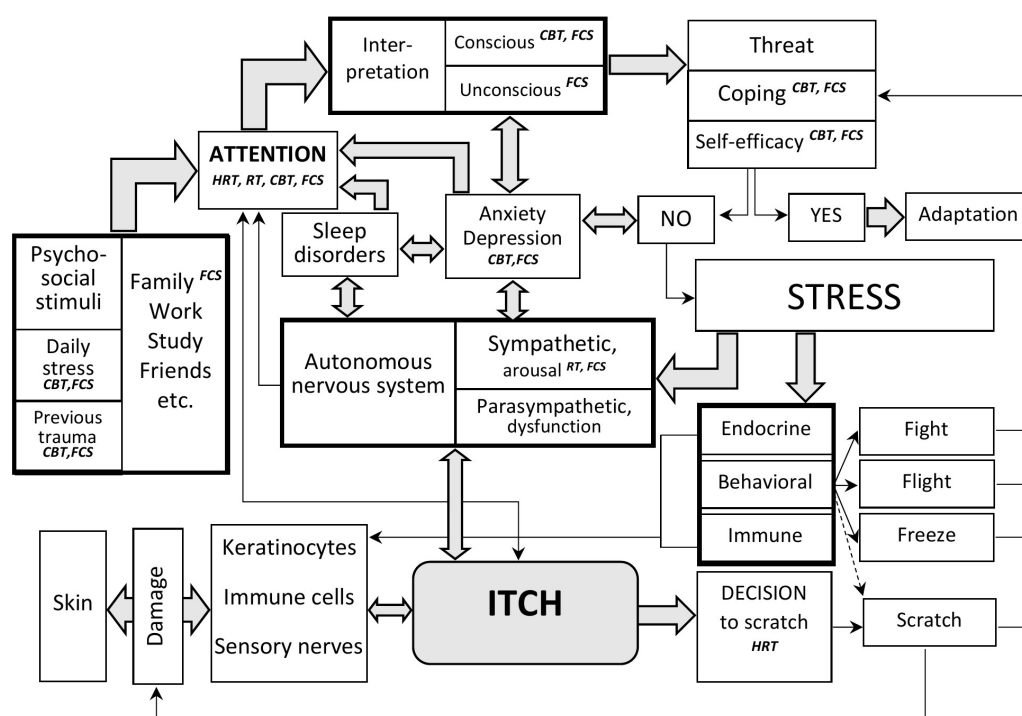 Inter-
pretation
Conscious CBT, FCS
Unconscious FCS
Threat
Coping CBT, FCS
Self-efficacy CBT, FCS
ATTENTION
HRT, RT, CBT, FCS
Sleep
disorders
Anxiety
Depression
CBT,FCS
NO
YES
Adaptation
Psycho-
social
stimuli
Daily
stress
CBT,FCS
Previous
trauma
CBT,FCS
Family FCS
Work
Study
Friends
etc.
STRESS
Autonomous
nervous system
Sympathetic,
arousal RT, FCS
Parasympathetic,
dysfunction
Endocrine
Behavioral
Immune
Fight
Flight
Freeze
Skin
Damage
Keratinocytes
Immune cells
Sensory nerves
ITCH
DECISION
to scratch
HRT
Scratch